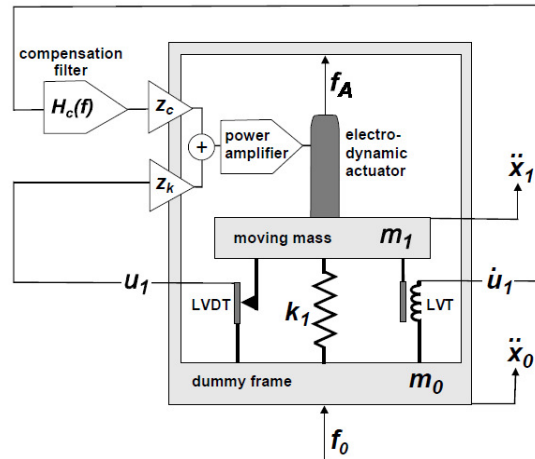 compensation
filter
H_c(f)
z_c
+
z_k
power
amplifier
f_A
electro-
dynamic
actuator
ẍ_1
moving mass
m_1
u_1
LVDT
k_1
LVT
u̇_1
ẍ_0
dummy frame
m_0
f_0